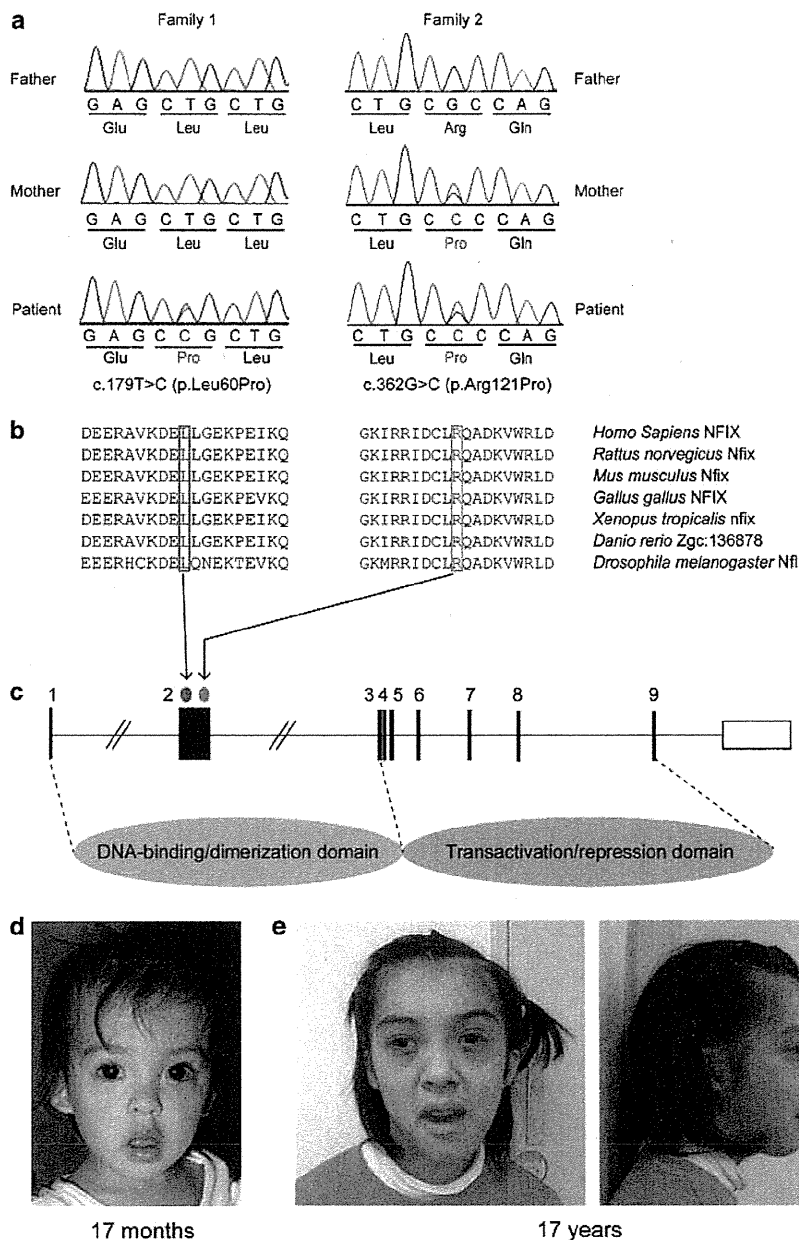 a
Family 1 Family 2
Father Father
G A G C T G C T G C T G C G C C A G
Glu Leu Leu Leu Arg Gln
Mother Mother
G A G C T G C T G C T G C C C C A G
Glu Leu Leu Leu Pro Gln
Patient Patient
G A G C C G C T G C T G C C C C A G
Glu Pro Leu Leu Pro Gln
c.179T>C (p.Leu60Pro) c.362G>C (p.Arg121Pro)
b
DEERAVKDELLGEKPEIKQ GKIRRIDCLRQADKVWRLD Homo Sapiens NFIX
DEERAVKDELLGEKPEIKQ GKIRRIDCLRQADKVWRLD Rattus norvegicus Nfix
DEERAVKDELLGEKPEIKQ GKIRRIDCLRQADKVWRLD Mus musculus Nfix
EEERAVKDELLGEKPEVKQ GKIRRIDCLRQADKVWRLD Gallus gallus NFIX
DEERAVKDELLGEKPEIKQ GKIRRIDCLRQADKVWRLD Xenopus tropicalis nfix
DEERAVKDELLGEKPEIKQ GKIRRIDCLRQADKVWRLD Danio rerio Zgc:136878
EEERHCKDELQNEKTEVKQ GKMRRIDCLRQADKVWRLD Drosophila melanogaster NfI
c 1 2 3 4 5 6 7 8 9
DNA-binding/dimerization domain Transactivation/repression domain
d e
17 months 17 years